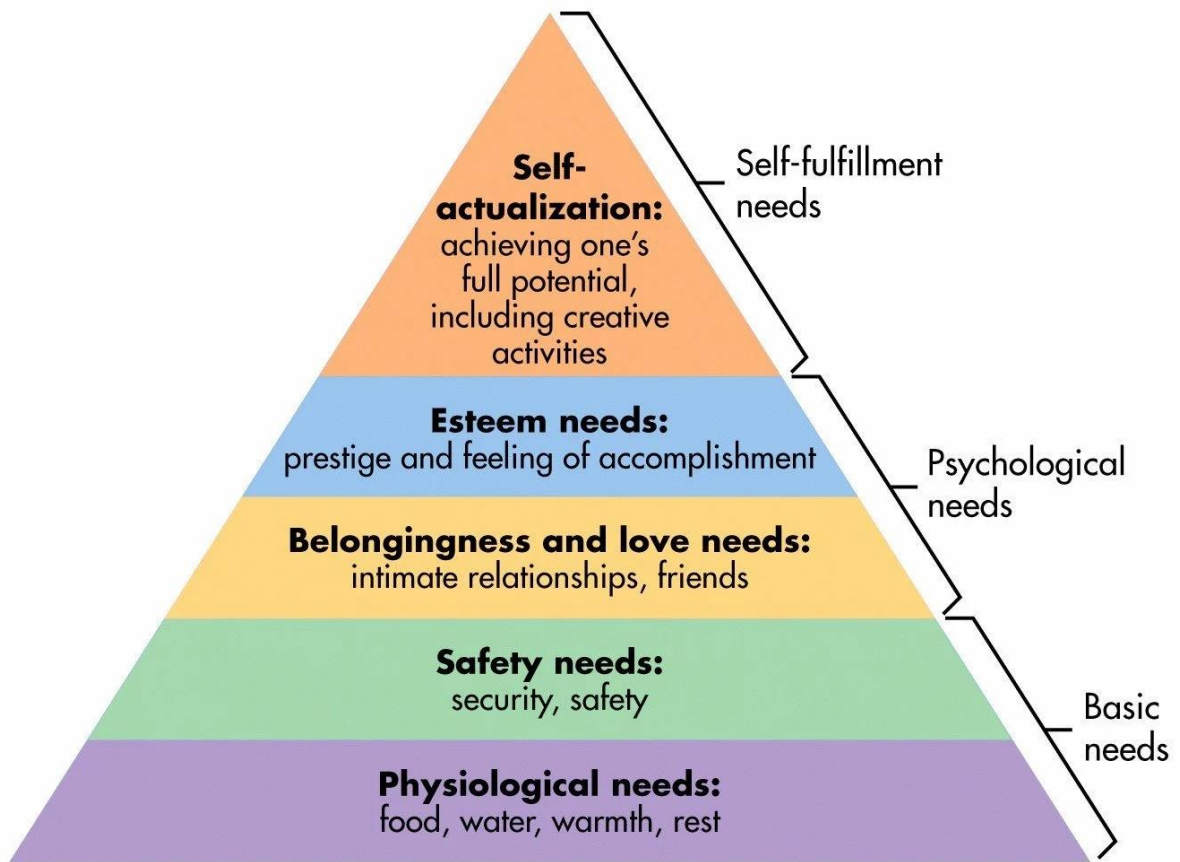 Self-
actualization:
achieving one's
full potential,
including creative
activities
Self-fulfillment
needs
Esteem needs:
prestige and feeling of accomplishment
Psychological
needs
Belongingness and love needs:
intimate relationships, friends
Safety needs:
security, safety
Basic
needs
Physiological needs:
food, water, warmth, rest